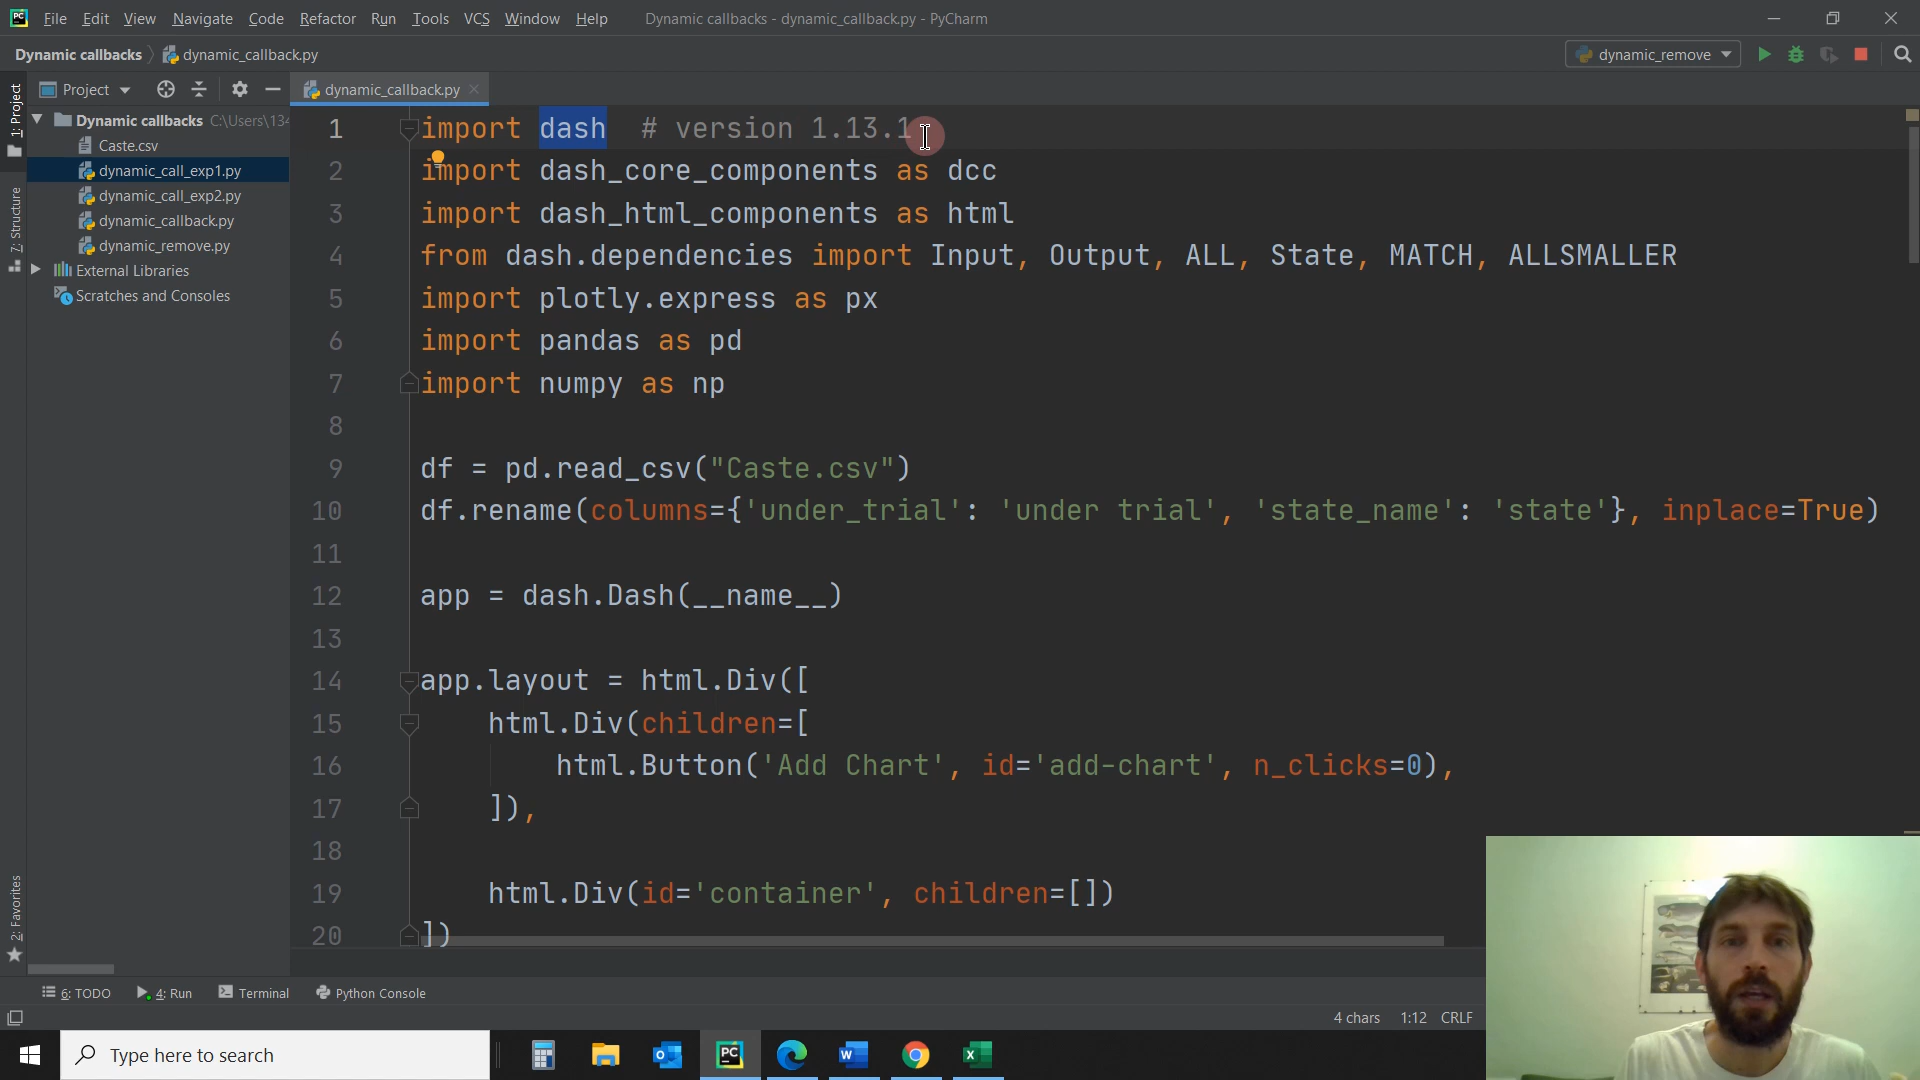 File Edit View Navigate Code Refactor Run Tools VCS Window Help Dynamic callbacks - dynamic_callback.py - PyCharm
Dynamic callbacks dynamic_callback.py dynamic_remove
Project dynamic_callback.py
1: Project
7: Structure
2: Favorites
Dynamic callbacks C:\Users\134
Caste.csv
dynamic_call_exp1.py
dynamic_call_exp2.py
dynamic_callback.py
dynamic_remove.py
External Libraries
Scratches and Consoles
1 import dash # version 1.13.1
2 import dash_core_components as dcc
3 import dash_html_components as html
4 from dash.dependencies import Input, Output, ALL, State, MATCH, ALLSMALLER
5 import plotly.express as px
6 import pandas as pd
7 import numpy as np
8
9 df = pd.read_csv("Caste.csv")
10 df.rename(columns={'under_trial': 'under trial', 'state_name': 'state'}, inplace=True)
11
12 app = dash.Dash(__name__)
13
14 app.layout = html.Div([
15 html.Div(children=[
16 html.Button('Add Chart', id='add-chart', n_clicks=0),
17 ]),
18
19 html.Div(id='container', children=[])
20 ])
6: TODO 4: Run Terminal Python Console
4 chars 1:12 CRLF
Type here to search